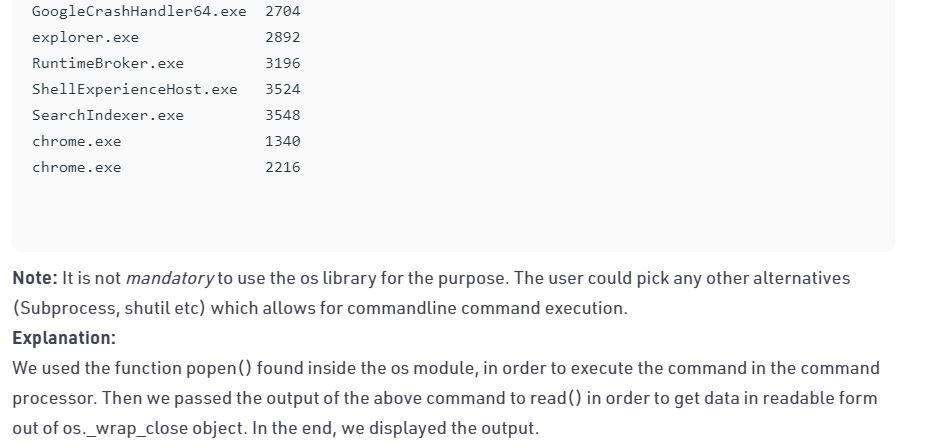 GoogleCrashHandler64.exe 2704
explorer.exe 2892
RuntimeBroker.exe 3196
ShellExperienceHost.exe 3524
SearchIndexer.exe 3548
chrome.exe 1340
chrome.exe 2216
Note: It is not mandatory to use the os library for the purpose. The user could pick any other alternatives
(Subprocess, shutil etc) which allows for commandline command execution.
Explanation:
We used the function popen() found inside the os module, in order to execute the command in the command
processor. Then we passed the output of the above command to read() in order to get data in readable form
out of os._wrap_close object. In the end, we displayed the output.